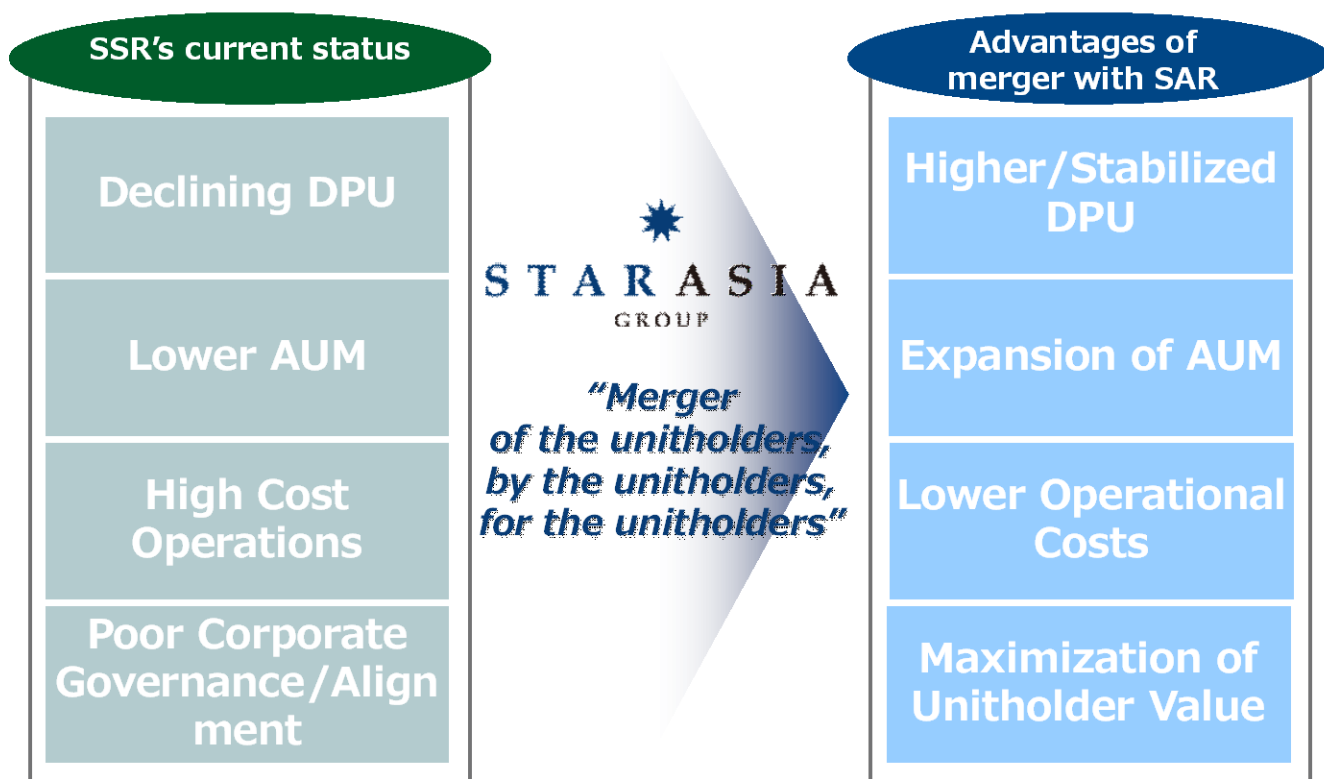 SSR’s current status
Declining DPU
Lower AUM
High Cost
Operations
Poor Corporate
Governance/Align
ment
STARASIA
GROUP
“Merger
of the unitholders,
by the unitholders,
for the unitholders”
Advantages of
merger with SAR
Higher/Stabilized
DPU
Expansion of AUM
Lower Operational
Costs
Maximization of
Unitholder Value